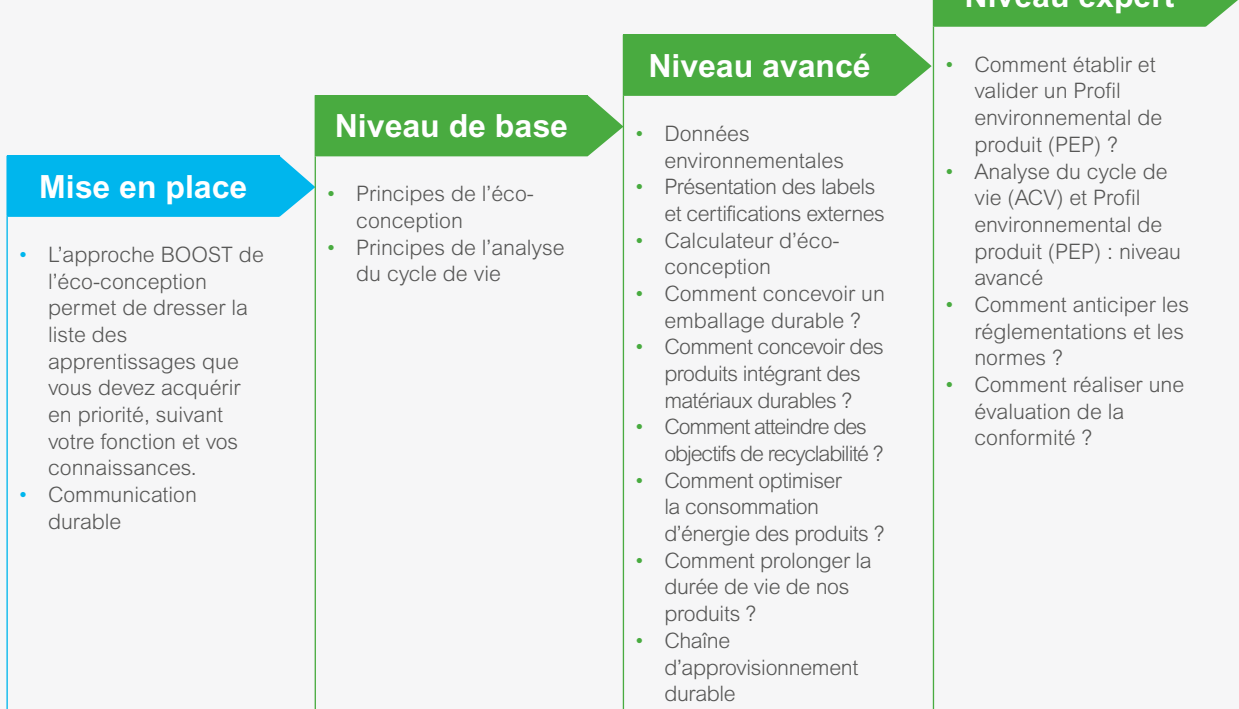 Mise en place
• L’approche BOOST de
l’éco-conception
permet de dresser la
liste des
apprentissages que
vous devez acquérir
en priorité, suivant
votre fonction et vos
connaissances.
• Communication
durable
Niveau de base
• Principes de l’éco-
conception
• Principes de l’analyse
du cycle de vie
Niveau avancé
• Données
environnementales
• Présentation des labels
et certifications externes
• Calculateur d’éco-
conception
• Comment concevoir un
emballage durable ?
• Comment concevoir des
produits intégrant des
matériaux durables ?
• Comment atteindre des
objectifs de recyclabilité ?
• Comment optimiser
la consommation
d’énergie des produits ?
• Comment prolonger la
durée de vie de nos
produits ?
• Chaîne
d’approvisionnement
durable
Niveau expert
• Comment établir et
valider un Profil
environnemental de
produit (PEP) ?
• Analyse du cycle de
vie (ACV) et Profil
environnemental de
produit (PEP) : niveau
avancé
• Comment anticiper les
réglementations et les
normes ?
• Comment réaliser une
évaluation de la
conformité ?